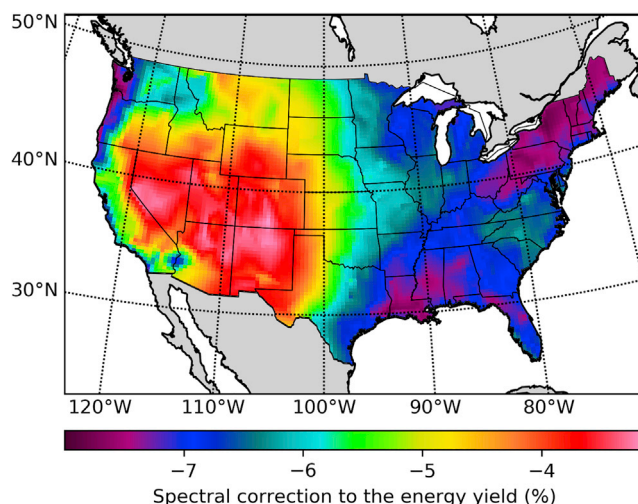 50°N
40°N
30°N
120°W 110°W 100°W 90°W 80°W
−7 −6 −5 −4
Spectral correction to the energy yield (%)